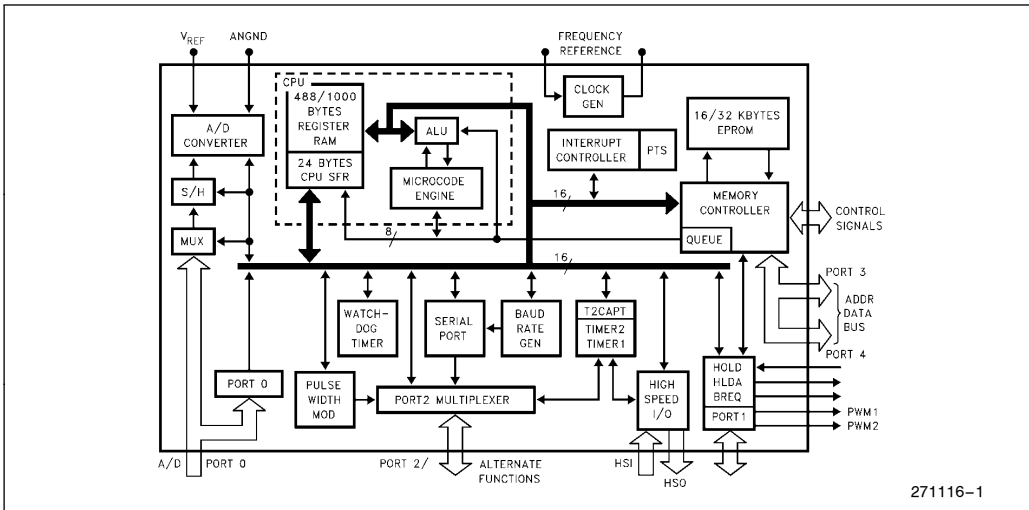 V_REF
ANGND
FREQUENCY
REFERENCE
CPU
488/1000
BYTES
REGISTER
RAM
24 BYTES
CPU SFR
ALU
MICROCODE
ENGINE
CLOCK
GEN
16/32 KBYTES
EPROM
INTERRUPT
CONTROLLER
PTS
A/D
CONVERTER
S/H
MUX
MEMORY
CONTROLLER
QUEUE
CONTROL
SIGNALS
16
8
16
PORT 3
ADDR
DATA
BUS
PORT 4
WATCH-
DOG
TIMER
SERIAL
PORT
BAUD
RATE
GEN
T2CAPT
TIMER2
TIMER1
PORT 0
PULSE
WIDTH
MOD
PORT2 MULTIPLEXER
HIGH
SPEED
I/O
HOLD
HLDA
BREQ
PORT1
PWM1
PWM2
A/D
PORT 0
PORT 2/
ALTERNATE
FUNCTIONS
HSI
HSO
271116-1